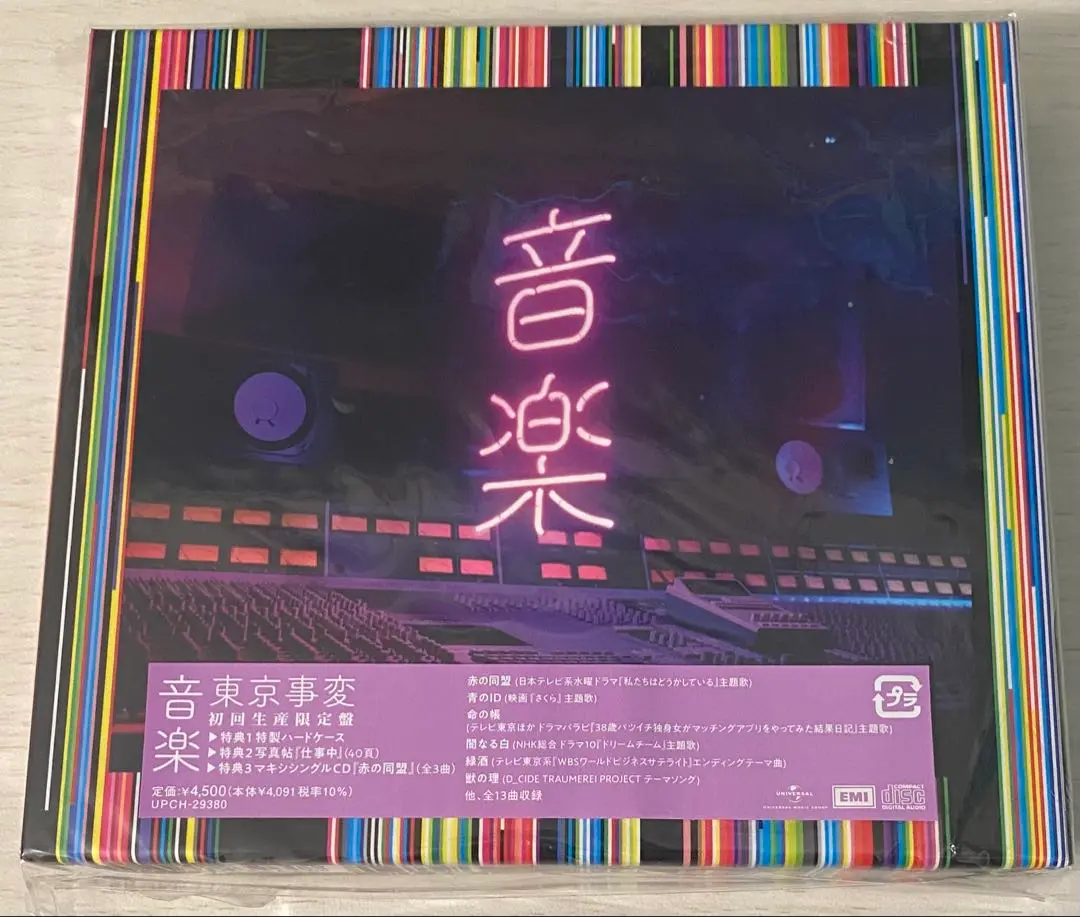 音
楽
音楽
東京事変
初回生産限定盤
▶特典1 特製ハードケース
▶特典2 写真帖『仕事中』(40頁)
▶特典3 マキシシングルCD『赤の同盟』(全3曲)
定価:¥4,500(本体¥4,091 税率10%)
UPCH-29380
赤の同盟 (日本テレビ系水曜ドラマ『私たちはどうかしている』主題歌)
青のID (映画『さくら』主題歌)
命の帳
(テレビ東京ほか ドラマパラビ『38歳バツイチ独身女がマッチングアプリをやってみた結果日記』主題歌)
闇なる白 (NHK総合 ドラマ10『ドリームチーム』主題歌)
緑酒 (テレビ東京系『WBSワールドビジネスサテライト』エンディングテーマ曲)
獣の理 (D_CIDE TRAUMEREI PROJECT テーマソング)
他、全13曲収録
プラ
UNIVERSAL
UNIVERSAL MUSIC GROUP
EMI
COMPACT
disc
DIGITAL AUDIO